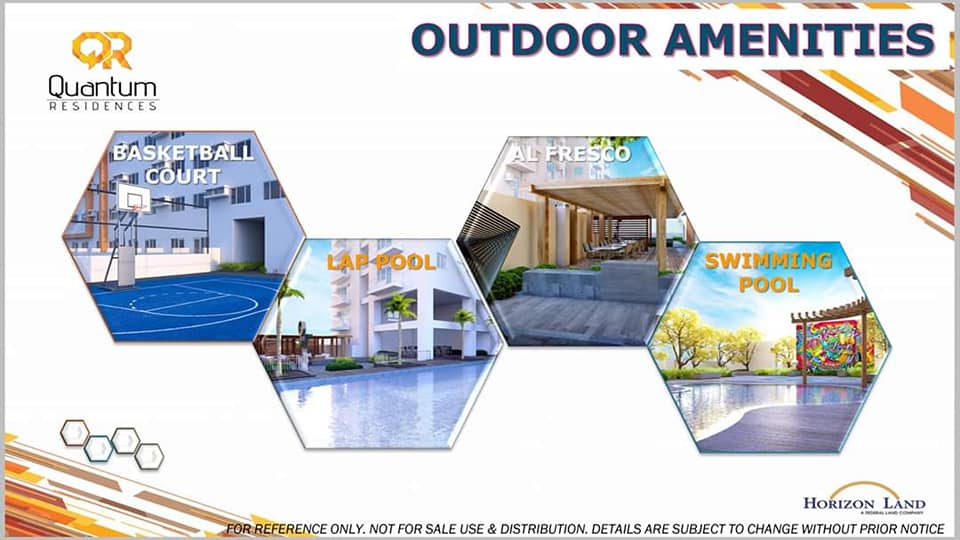 QR
Quantum
RESIDENCES
OUTDOOR AMENITIES
BASKETBALL
COURT
AL FRESCO
LAP POOL
SWIMMING
POOL
HORIZON LAND
A FEDERAL LAND COMPANY
FOR REFERENCE ONLY. NOT FOR SALE USE & DISTRIBUTION. DETAILS ARE SUBJECT TO CHANGE WITHOUT PRIOR NOTICE